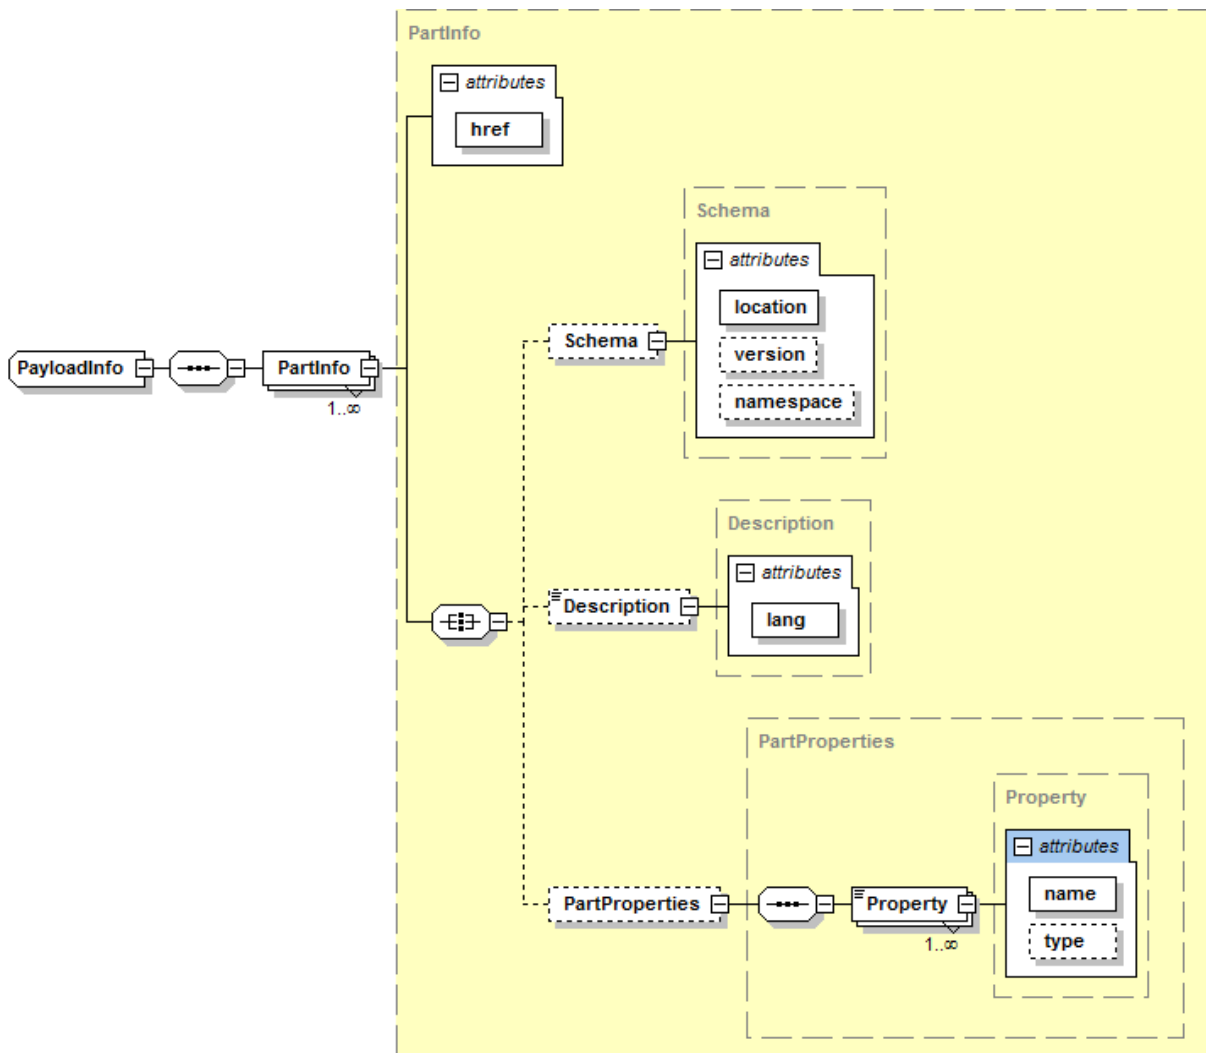 PartInfo
attributes
href
Schema
attributes
location
Schema
version
PayloadInfo
PartInfo
namespace
1..∞
Description
attributes
Description
lang
PartProperties
Property
attributes
name
PartProperties
Property
type
1..∞